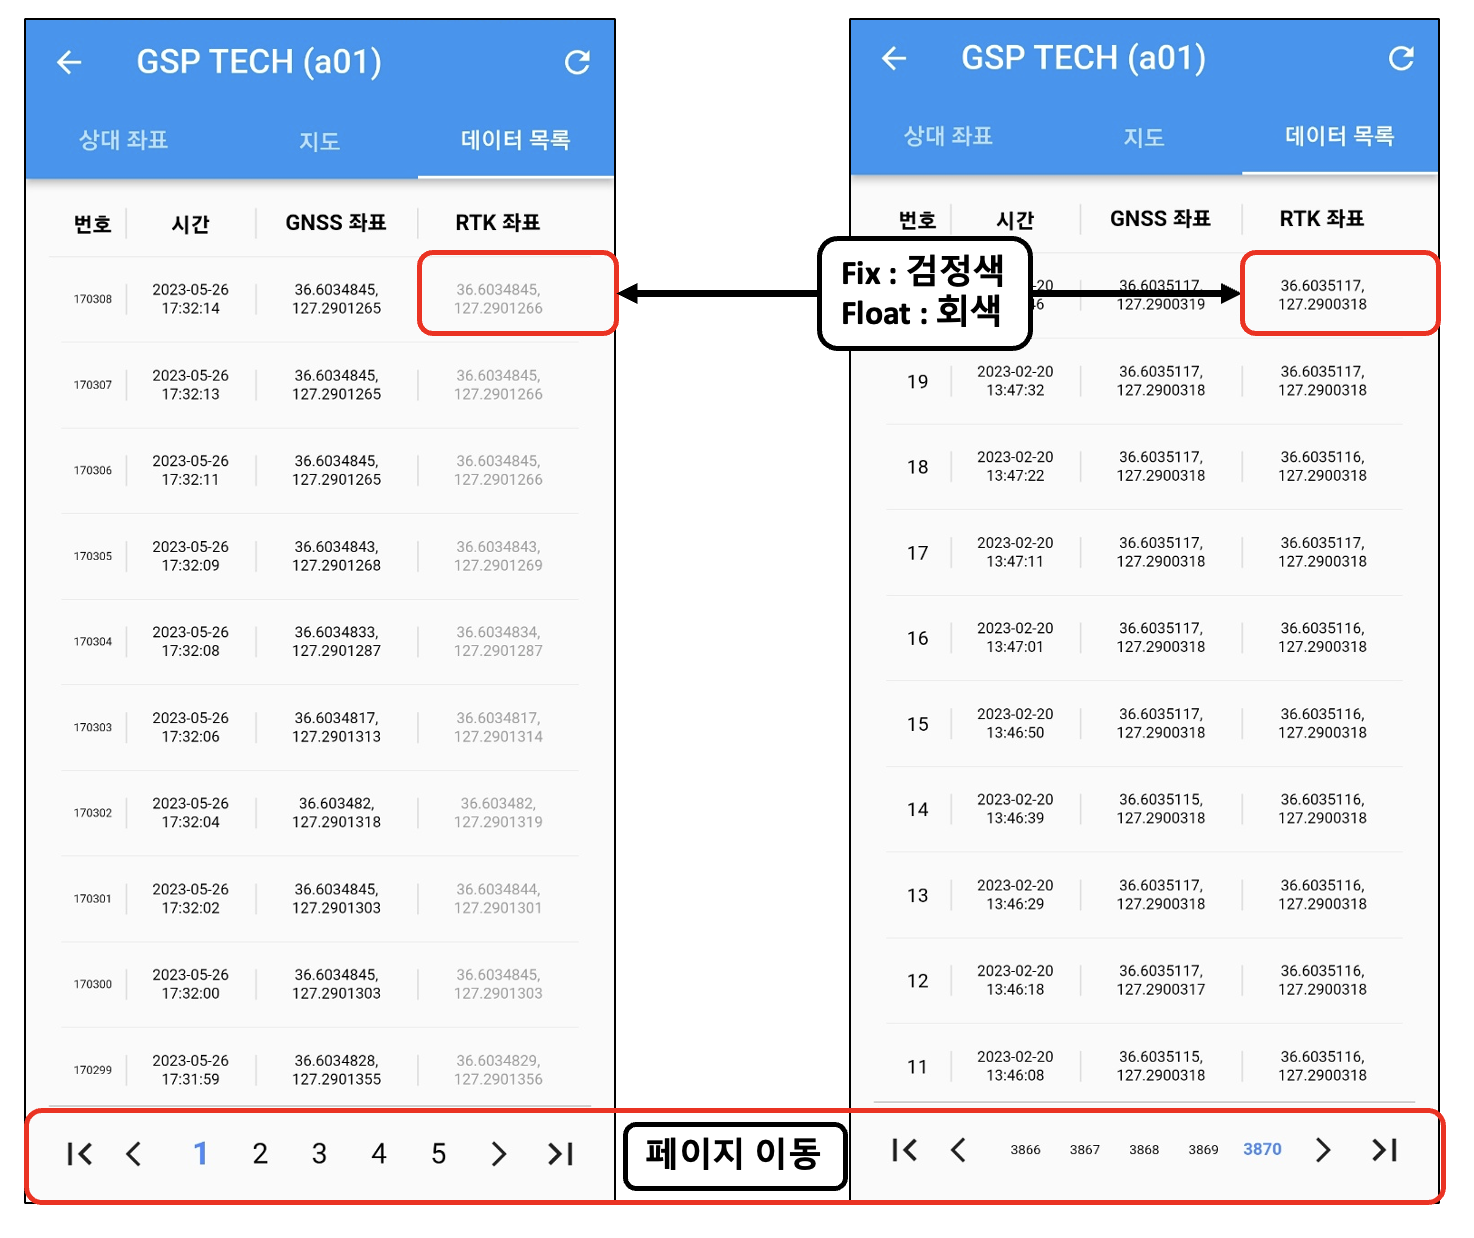 GSP TECH (a01)
상대 좌표 지도 데이터 목록
번호 시간 GNSS 좌표 RTK 좌표
170308 2023-05-26 17:32:14 36.6034845, 127.2901265 36.6034845, 127.2901266
170307 2023-05-26 17:32:13 36.6034845, 127.2901265 36.6034845, 127.2901266
170306 2023-05-26 17:32:11 36.6034845, 127.2901265 36.6034845, 127.2901266
170305 2023-05-26 17:32:09 36.6034843, 127.2901268 36.6034843, 127.2901269
170304 2023-05-26 17:32:08 36.6034833, 127.2901287 36.6034834, 127.2901287
170303 2023-05-26 17:32:06 36.6034817, 127.2901313 36.6034817, 127.2901314
170302 2023-05-26 17:32:04 36.603482, 127.2901318 36.603482, 127.2901319
170301 2023-05-26 17:32:02 36.6034845, 127.2901303 36.6034844, 127.2901301
170300 2023-05-26 17:32:00 36.6034845, 127.2901303 36.6034845, 127.2901303
170299 2023-05-26 17:31:59 36.6034828, 127.2901355 36.6034829, 127.2901356
1 2 3 4 5
Fix : 검정색
Float : 회색
페이지 이동
GSP TECH (a01)
상대 좌표 지도 데이터 목록
번호 시간 GNSS 좌표 RTK 좌표
-20 46 36.6035117, 127.2900319 36.6035117, 127.2900318
19 2023-02-20 13:47:32 36.6035117, 127.2900318 36.6035117, 127.2900318
18 2023-02-20 13:47:22 36.6035117, 127.2900318 36.6035116, 127.2900318
17 2023-02-20 13:47:11 36.6035117, 127.2900318 36.6035117, 127.2900318
16 2023-02-20 13:47:01 36.6035117, 127.2900318 36.6035116, 127.2900318
15 2023-02-20 13:46:50 36.6035117, 127.2900318 36.6035116, 127.2900318
14 2023-02-20 13:46:39 36.6035115, 127.2900318 36.6035116, 127.2900318
13 2023-02-20 13:46:29 36.6035117, 127.2900318 36.6035116, 127.2900318
12 2023-02-20 13:46:18 36.6035117, 127.2900317 36.6035116, 127.2900318
11 2023-02-20 13:46:08 36.6035115, 127.2900318 36.6035116, 127.2900318
3866 3867 3868 3869 3870